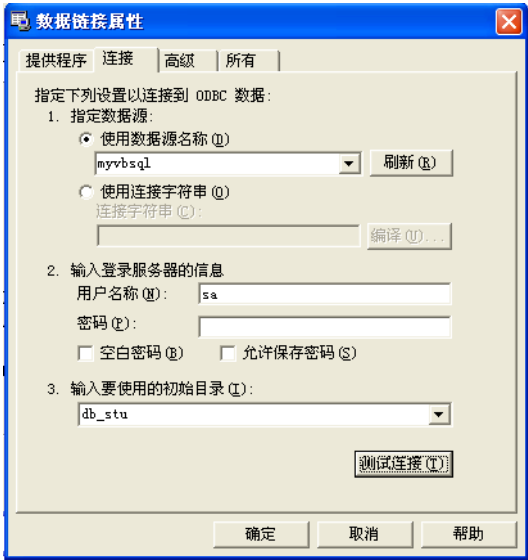 数据链接属性
提供程序 连接 高级 所有
指定下列设置以连接到 ODBC 数据:
1. 指定数据源:
使用数据源名称(D)
myvbsql 刷新(R)
使用连接字符串(O)
连接字符串(C):
编译(U)...
2. 输入登录服务器的信息
用户名称(N): sa
密码(P):
空白密码(B) 允许保存密码(S)
3. 输入要使用的初始目录(I):
db_stu
测试连接(T)
确定 取消 帮助